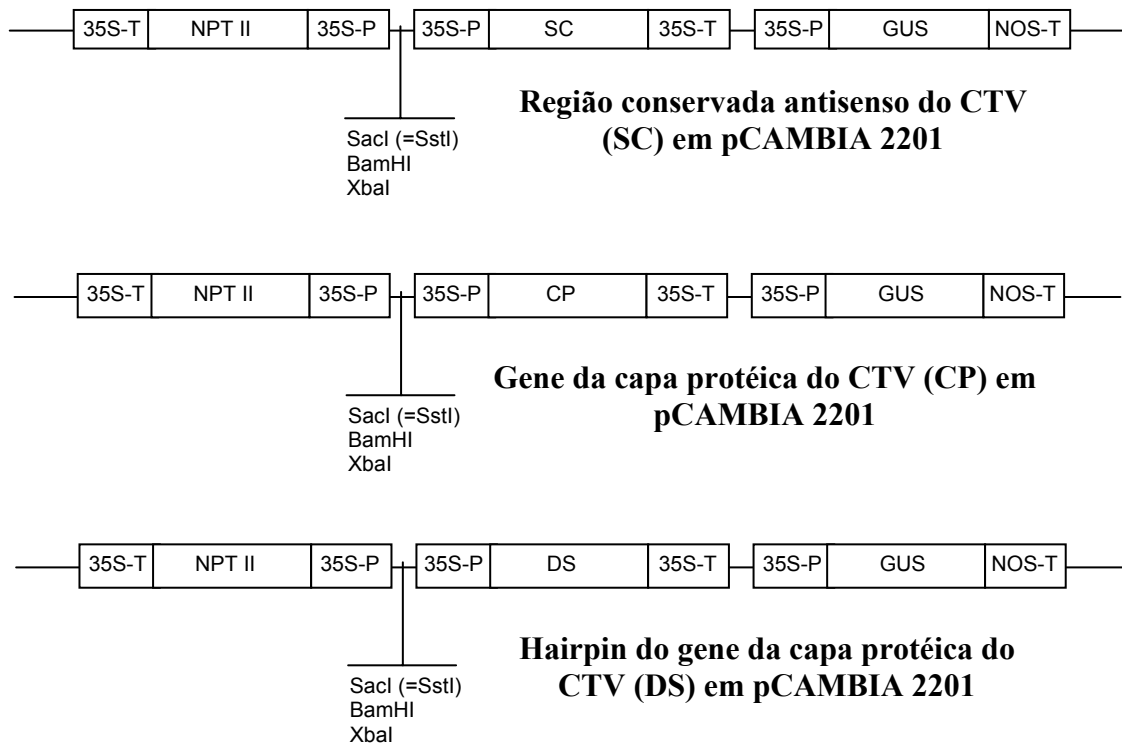 35S-T NPT II 35S-P 35S-P SC 35S-T 35S-P GUS NOS-T
Região conservada antisenso do CTV
(SC) em pCAMBIA 2201
SacI (=SstI)
BamHI
XbaI
35S-T NPT II 35S-P 35S-P CP 35S-T 35S-P GUS NOS-T
Gene da capa protéica do CTV (CP) em
pCAMBIA 2201
SacI (=SstI)
BamHI
XbaI
35S-T NPT II 35S-P 35S-P DS 35S-T 35S-P GUS NOS-T
Hairpin do gene da capa protéica do
CTV (DS) em pCAMBIA 2201
SacI (=SstI)
BamHI
XbaI